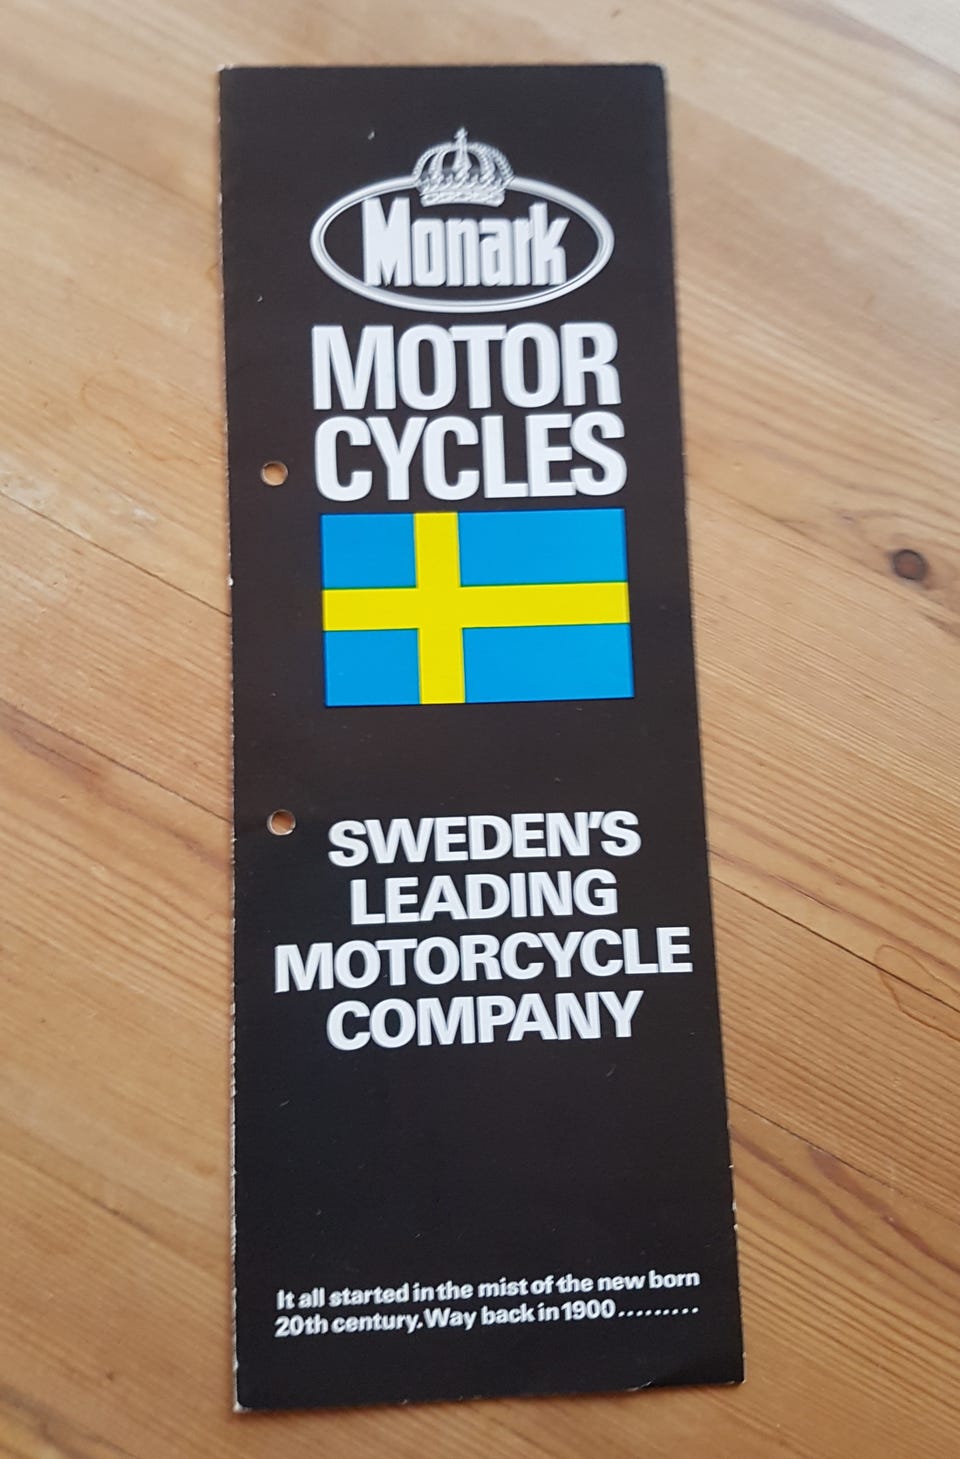 Monark
MOTOR
CYCLES
SWEDEN'S
LEADING
MOTORCYCLE
COMPANY
It all started in the mist of the new born
20th century. Way back in 1900.........